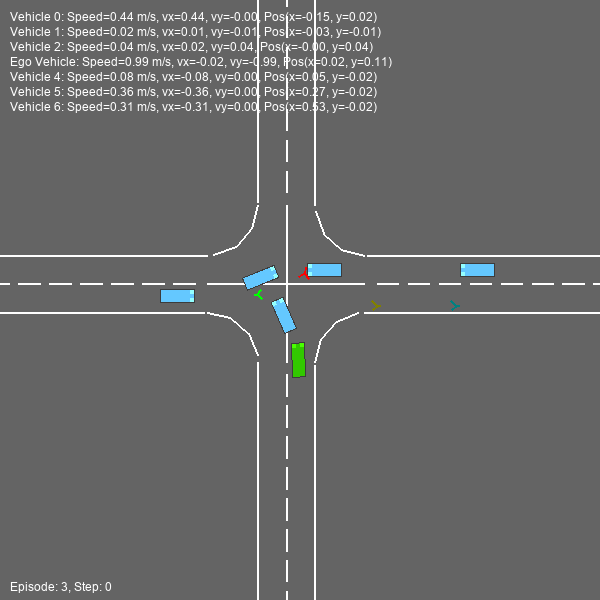 Vehicle 0: Speed=0.44 m/s, vx=0.44, vy=-0.00, Pos(x=-0.15, y=0.02)
Vehicle 1: Speed=0.02 m/s, vx=0.01, vy=-0.01, Pos(x=-0.03, y=-0.01)
Vehicle 2: Speed=0.04 m/s, vx=0.02, vy=0.04, Pos(x=-0.00, y=0.04)
Ego Vehicle: Speed=0.99 m/s, vx=-0.02, vy=-0.99, Pos(x=0.02, y=0.11)
Vehicle 4: Speed=0.08 m/s, vx=-0.08, vy=0.00, Pos(x=0.05, y=-0.02)
Vehicle 5: Speed=0.36 m/s, vx=-0.36, vy=0.00, Pos(x=0.27, y=-0.02)
Vehicle 6: Speed=0.31 m/s, vx=-0.31, vy=0.00, Pos(x=0.53, y=-0.02)
Episode: 3, Step: 0